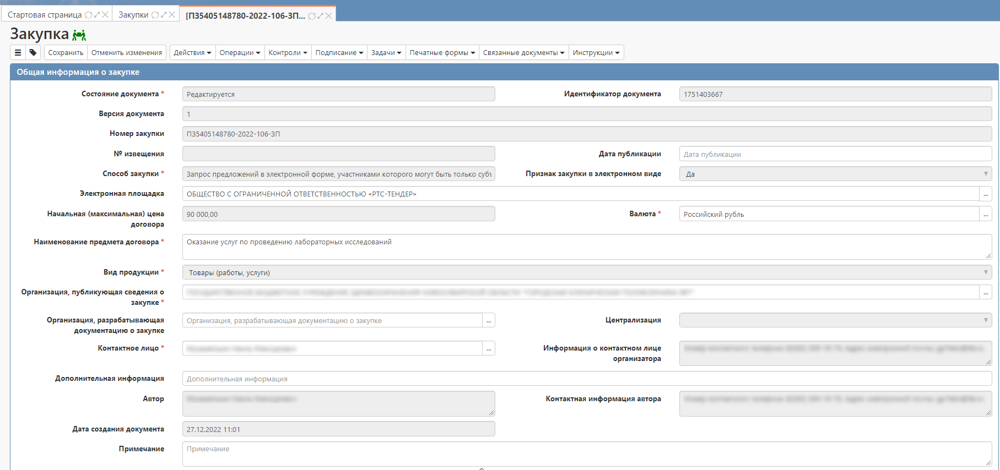 Стартовая страница
Закупки
[П35405148780-2022-106-ЗП...
Закупка
Сохранить Отменить изменения Действия Операции Контроли Подписание Задачи Печатные формы Связанные документы Инструкции
Общая информация о закупке
Состояние документа * Редактируется Идентификатор документа 1751403667
Версия документа 1
Номер закупки П35405148780-2022-106-ЗП
№ извещения Дата публикации Дата публикации
Способ закупки * Запрос предложений в электронной форме, участниками которого могут быть только субъ Признак закупки в электронном виде Да
Электронная площадка ОБЩЕСТВО С ОГРАНИЧЕННОЙ ОТВЕТСТВЕННОСТЬЮ «РТС-ТЕНДЕР» ...
Начальная (максимальная) цена договора 90 000,00 Валюта * Российский рубль ...
Наименование предмета договора * Оказание услуг по проведению лабораторных исследований
Вид продукции * Товары (работы, услуги)
Организация, публикующая сведения о закупке * ...
Организация, разрабатывающая документацию о закупке Организация, разрабатывающая документацию о закупке ... Централизация
Контактное лицо * ... Информация о контактном лице организатора
Дополнительная информация Дополнительная информация
Автор Контактная информация автора
Дата создания документа 27.12.2022 11:01
Примечание Примечание